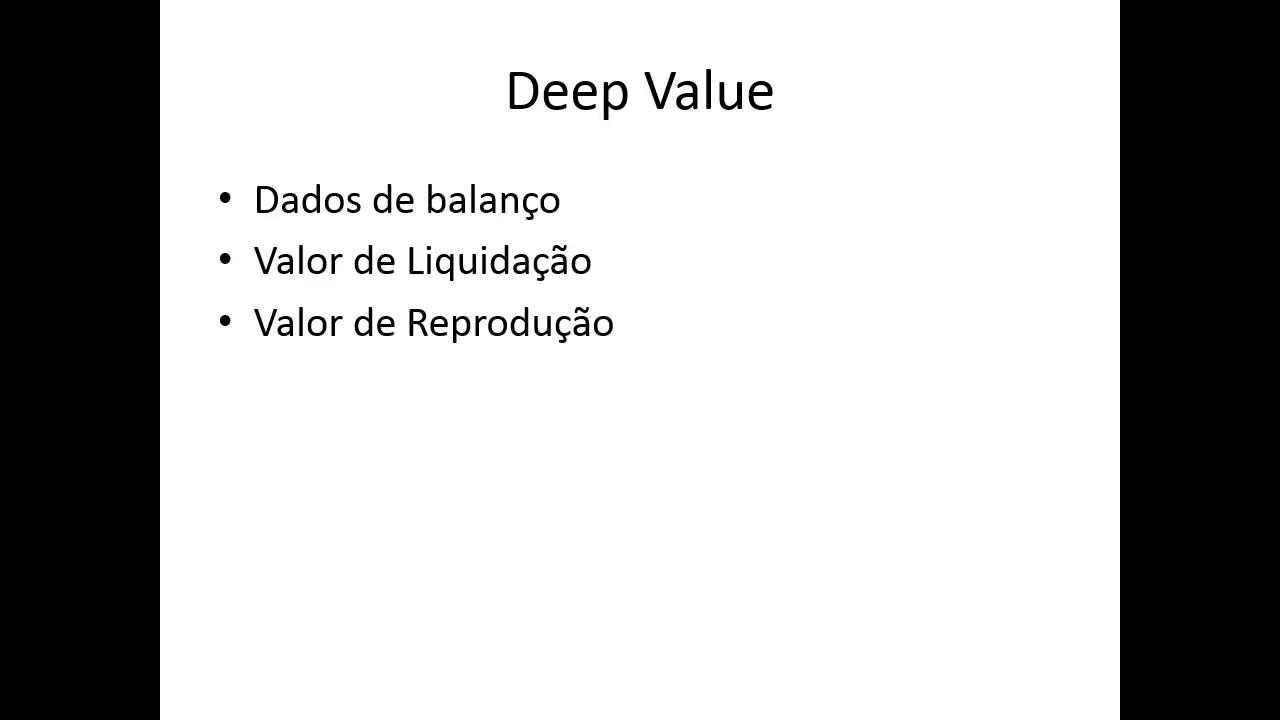 Deep Value
• Dados de balanço
• Valor de Liquidação
• Valor de Reprodução